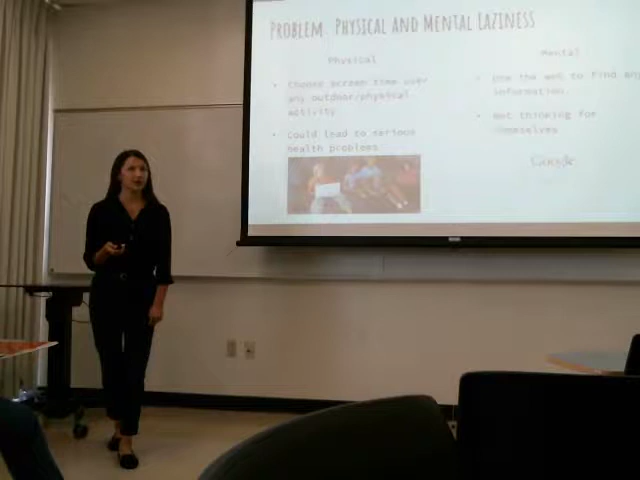 PROBLEM: PHYSICAL AND MENTAL LAZINESS
Physical
• Choose screen time over
any outdoor/physical
activity.
• Could lead to serious
health problems
Mental
• Use the web to find any
information.
• Not thinking for
themselves
Google